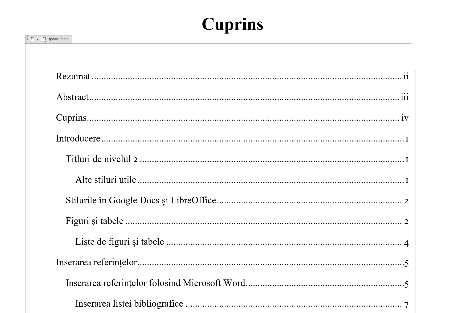 Cuprins
Rezumat ii
Abstract iii
Cuprins iv
Introducere 1
Titluri de nivelul 2 1
Alte stiluri utile 1
Stilurile în Google Docs și LibreOffice 2
Figuri și tabele 2
Liste de figuri și tabele 4
Inserarea referințelor 5
Inserarea referințelor folosind Microsoft Word 5
Inserarea listei bibliografice 7